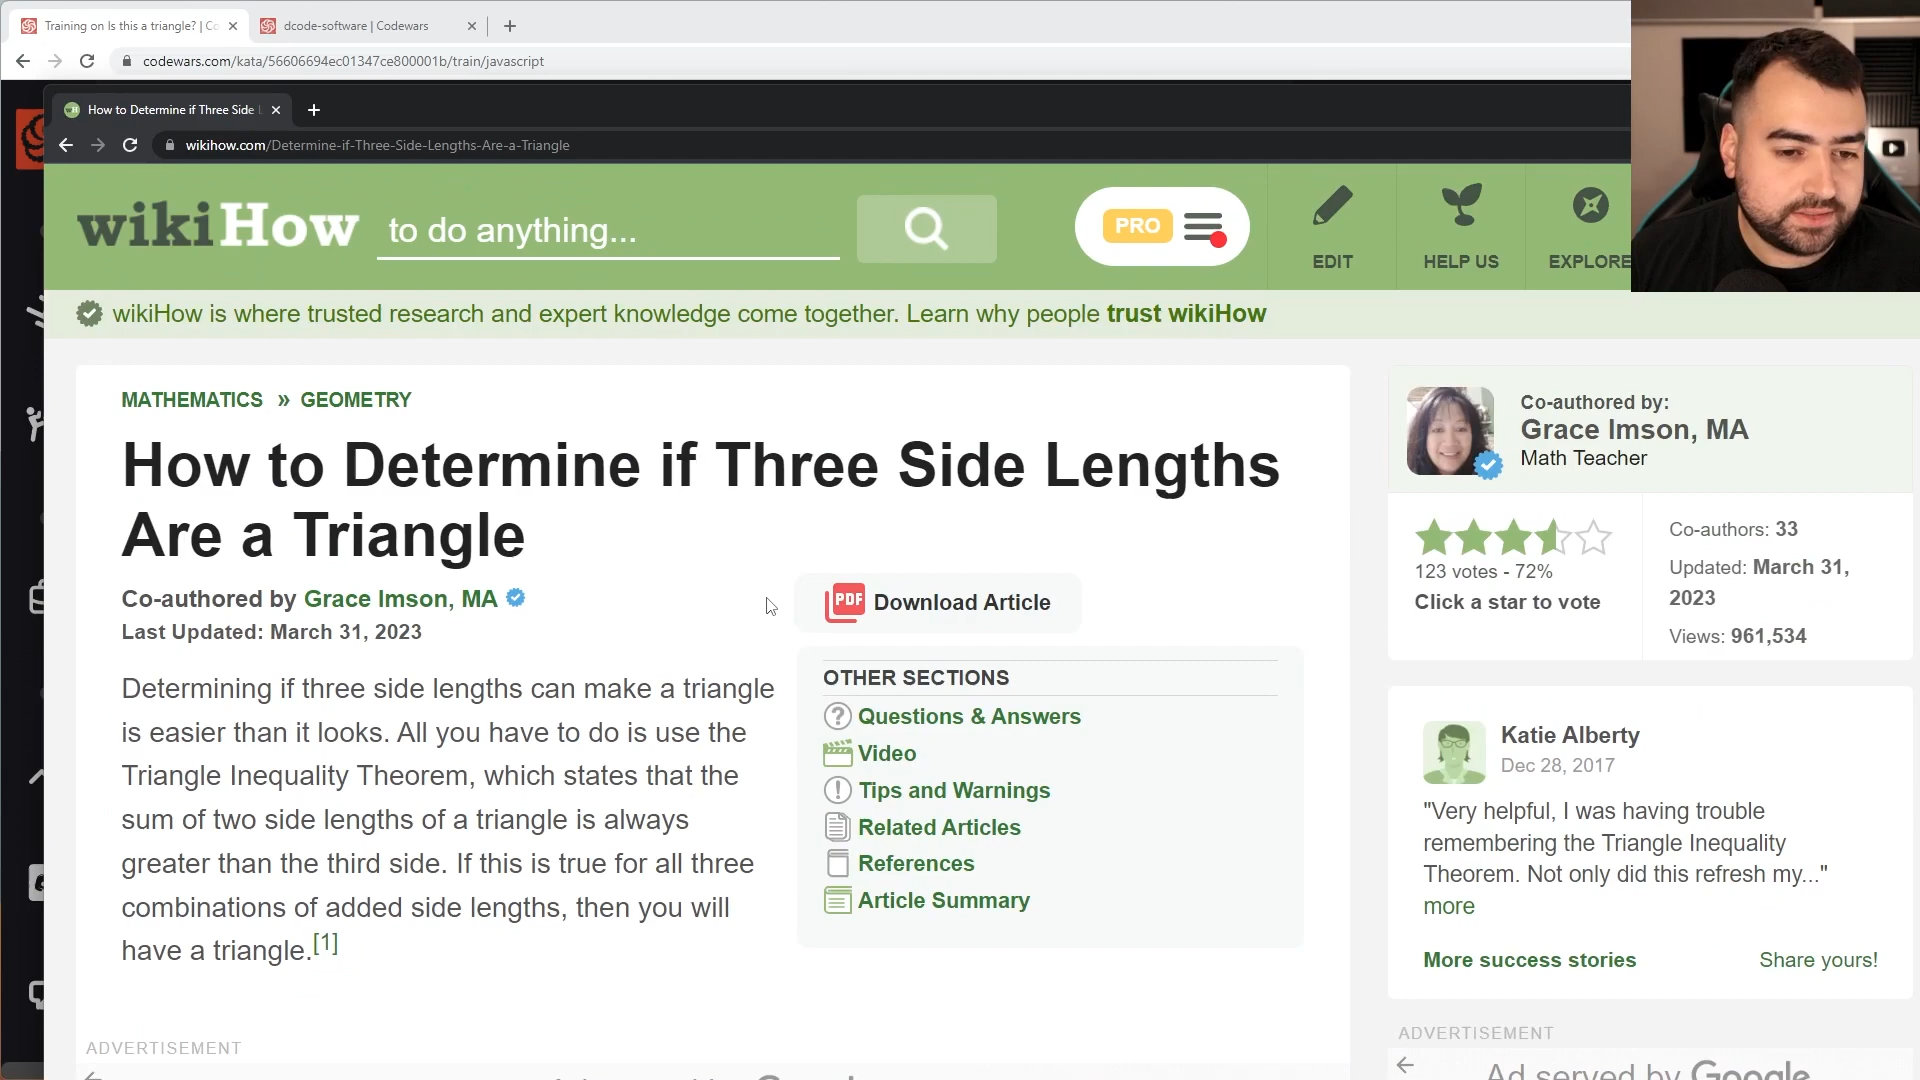 Training on Is this a triangle? | Co
dcode-software | Codewars
codewars.com/kata/56606694ec01347ce800001b/train/javascript
How to Determine if Three Side L
wikihow.com/Determine-if-Three-Side-Lengths-Are-a-Triangle
wikiHow
to do anything...
PRO
EDIT
HELP US
EXPLORE
wikiHow is where trusted research and expert knowledge come together. Learn why people trust wikiHow
MATHEMATICS » GEOMETRY
How to Determine if Three Side Lengths
Are a Triangle
Co-authored by Grace Imson, MA
Last Updated: March 31, 2023
Determining if three side lengths can make a triangle
is easier than it looks. All you have to do is use the
Triangle Inequality Theorem, which states that the
sum of two side lengths of a triangle is always
greater than the third side. If this is true for all three
combinations of added side lengths, then you will
have a triangle.[1]
PDF Download Article
OTHER SECTIONS
Questions & Answers
Video
Tips and Warnings
Related Articles
References
Article Summary
ADVERTISEMENT
Co-authored by:
Grace Imson, MA
Math Teacher
123 votes - 72%
Click a star to vote
Co-authors: 33
Updated: March 31,
2023
Views: 961,534
Katie Alberty
Dec 28, 2017
"Very helpful, I was having trouble
remembering the Triangle Inequality
Theorem. Not only did this refresh my..."
more
More success stories
Share yours!
ADVERTISEMENT
Ad served by Google